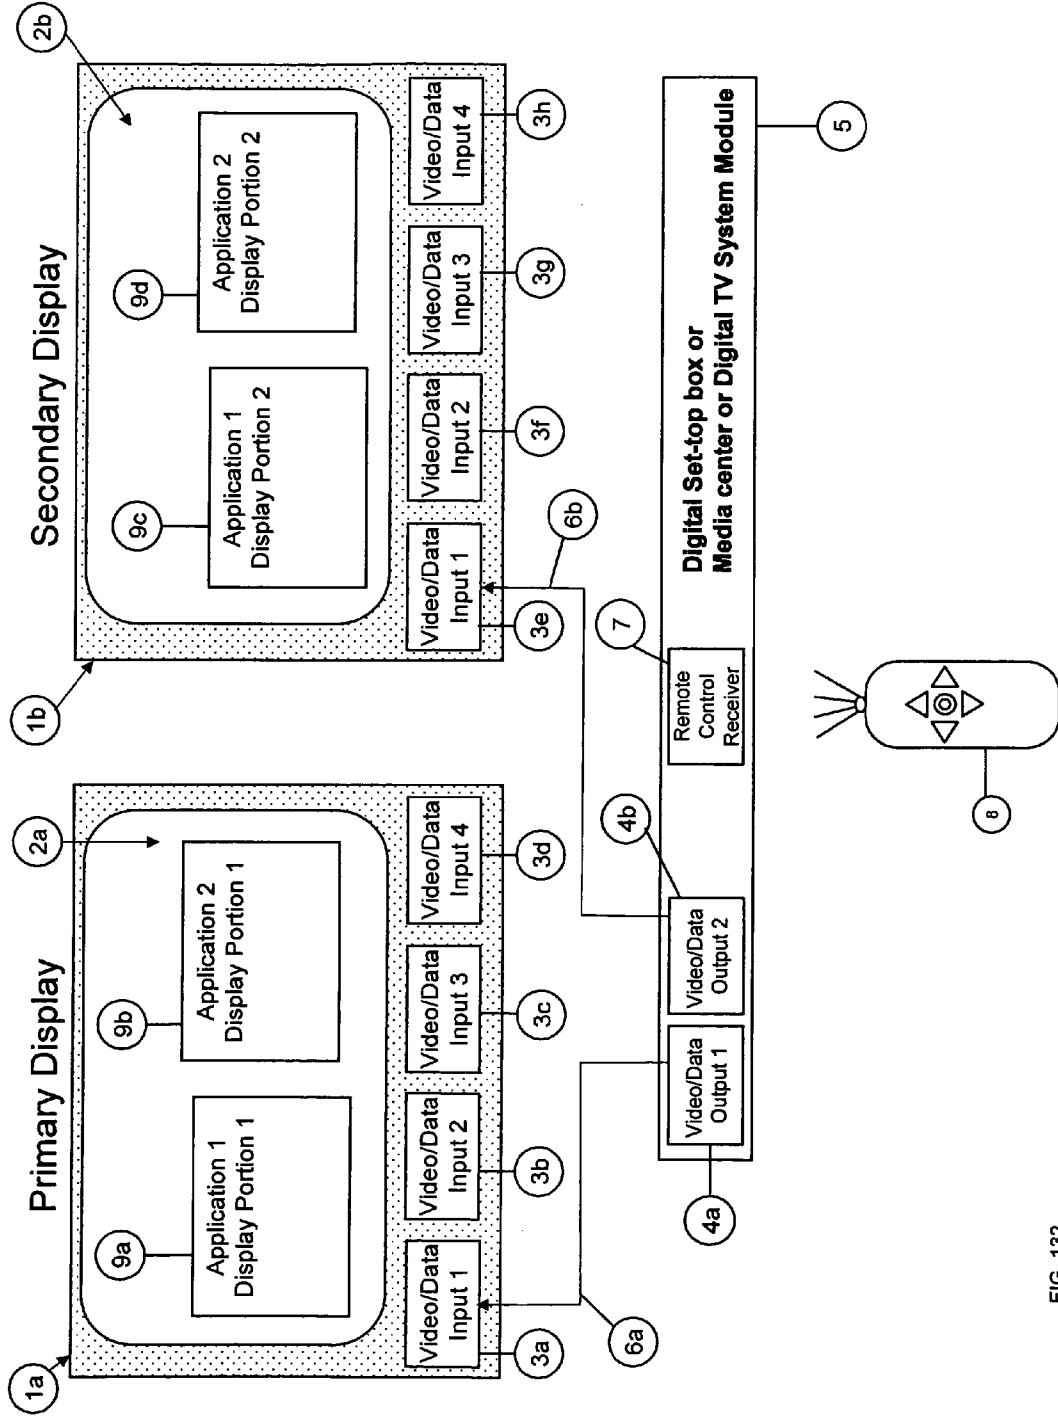 Primary Display
Secondary Display
1a
2a
1b
2b
9a
9b
9c
9d
Application 1
Display Portion 1
Application 2
Display Portion 1
Application 1
Display Portion 2
Application 2
Display Portion 2
Video/Data
Input 1
Video/Data
Input 2
Video/Data
Input 3
Video/Data
Input 4
Video/Data
Input 1
Video/Data
Input 2
Video/Data
Input 3
Video/Data
Input 4
3a
3b
3c
3d
3e
3f
3g
3h
6a
6b
4b
7
Video/Data
Output 1
Video/Data
Output 2
Remote
Control
Receiver
Digital Set-top box or
Media center or Digital TV System Module
4a
5
8
FIG. 132